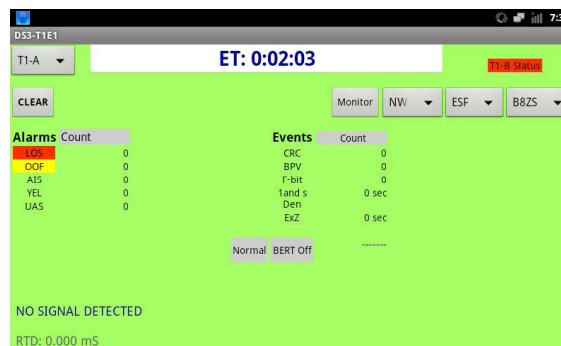 7:3
DS3-T1E1
T1-A
ET: 0:02:03
T1-B Status
CLEAR
Monitor
NW
ESF
B8ZS
Alarms Count
LOS 0
OOF 0
AIS 0
YEL 0
UAS 0
Events Count
CRC 0
BPV 0
F-bit 0
1and s 0 sec
Den
ExZ 0 sec
-------
Normal
BERT Off
NO SIGNAL DETECTED
RTD: 0.000 mS